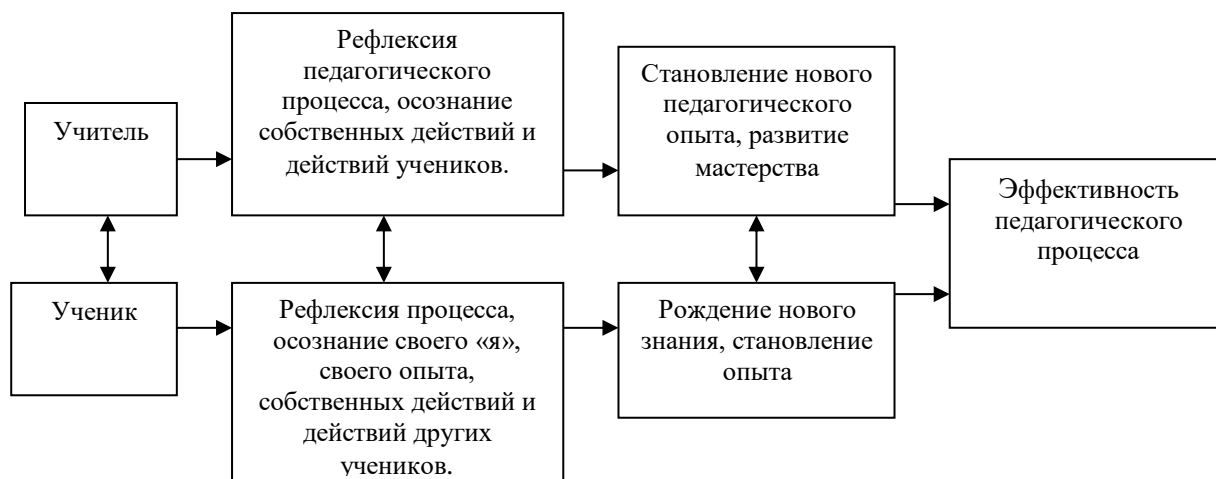 Учитель
Рефлексия
педагогического
процесса, осознание
собственных действий и
действий учеников.
Становление нового
педагогического
опыта, развитие
мастерства
Эффективность
педагогического
процесса
Ученик
Рефлексия процесса,
осознание своего «я»,
своего опыта,
собственных действий и
действий других
учеников.
Рождение нового
знания, становление
опыта